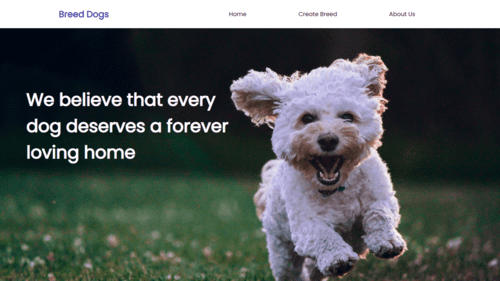 Breed Dogs
Home
Create Breed
About Us
We believe that every
dog deserves a forever
loving home